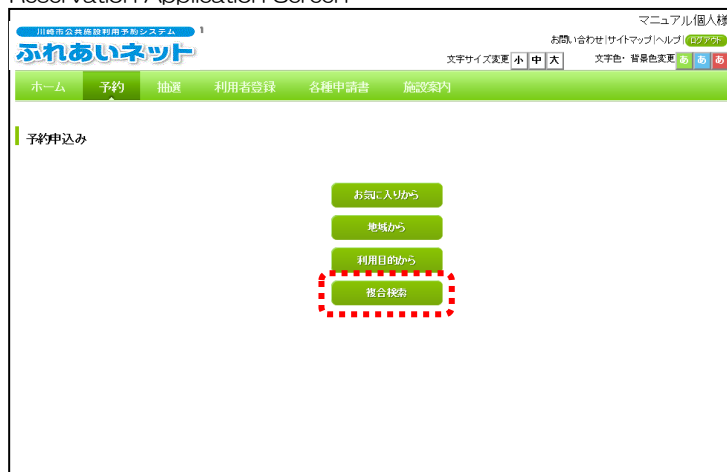 Reservation Application Screen
マニュアル個人様
川崎市公共施設利用予約システム 1
お問い合わせ|サイトマップ|ヘルプ|ログアウト
ふれあいネット
文字サイズ変更 小 中 大 文字色・背景色変更 あ あ あ
ホーム 予約 抽選 利用者登録 各種申請書 施設案内
予約申込み
お気に入りから
地域から
利用目的から
複合検索